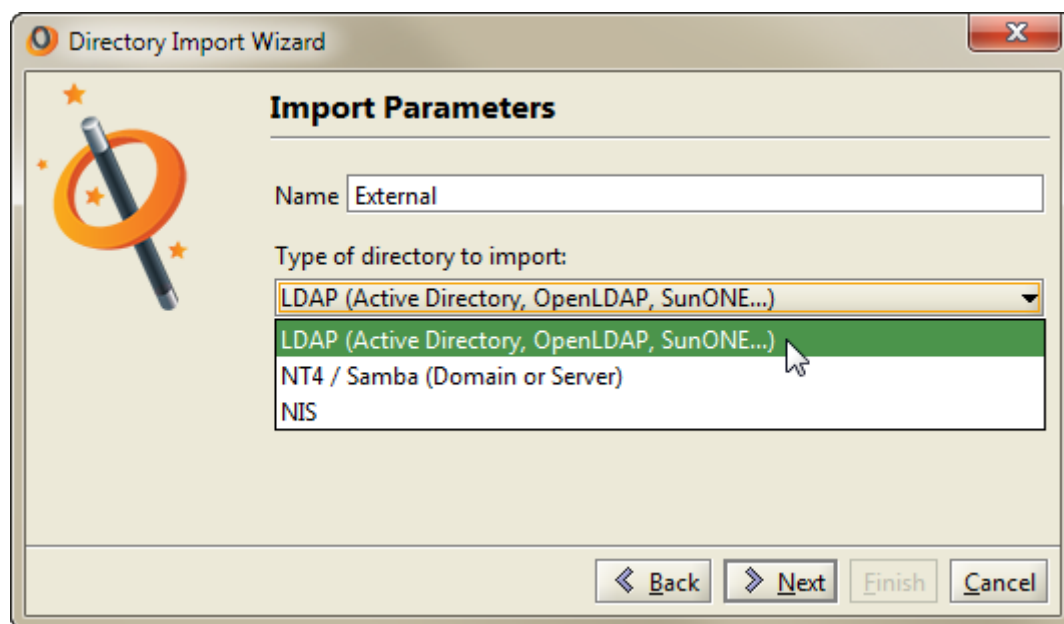 Directory Import Wizard
Import Parameters
Name External
Type of directory to import:
LDAP (Active Directory, OpenLDAP, SunONE...)
LDAP (Active Directory, OpenLDAP, SunONE...)
NT4 / Samba (Domain or Server)
NIS
Back Next Finish Cancel